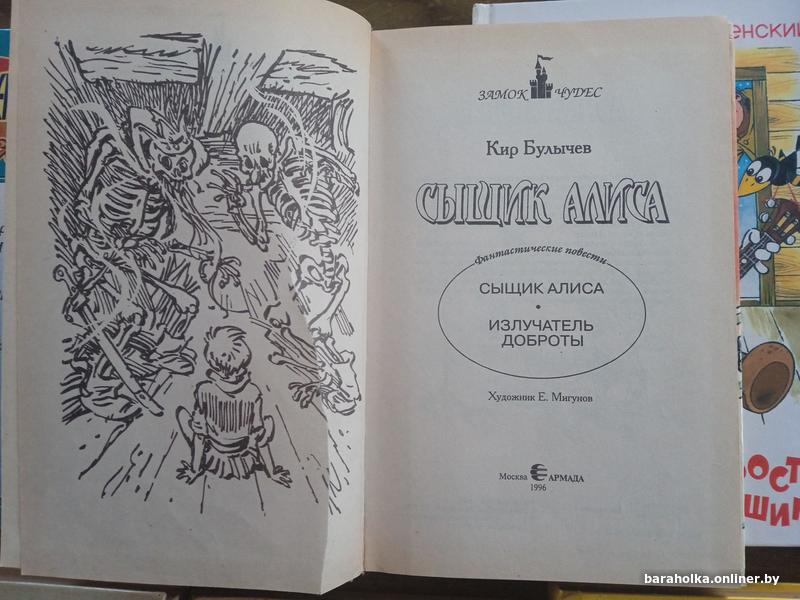 ЗАМОК ЧУДЕС
Кир Булычев
СЫЩИК АЛИСА
Фантастические повести
СЫЩИК АЛИСА
•
ИЗЛУЧАТЕЛЬ
ДОБРОТЫ
Художник Е. Мигунов
Москва АРМАДА
1996
енский
baraholka.onliner.by